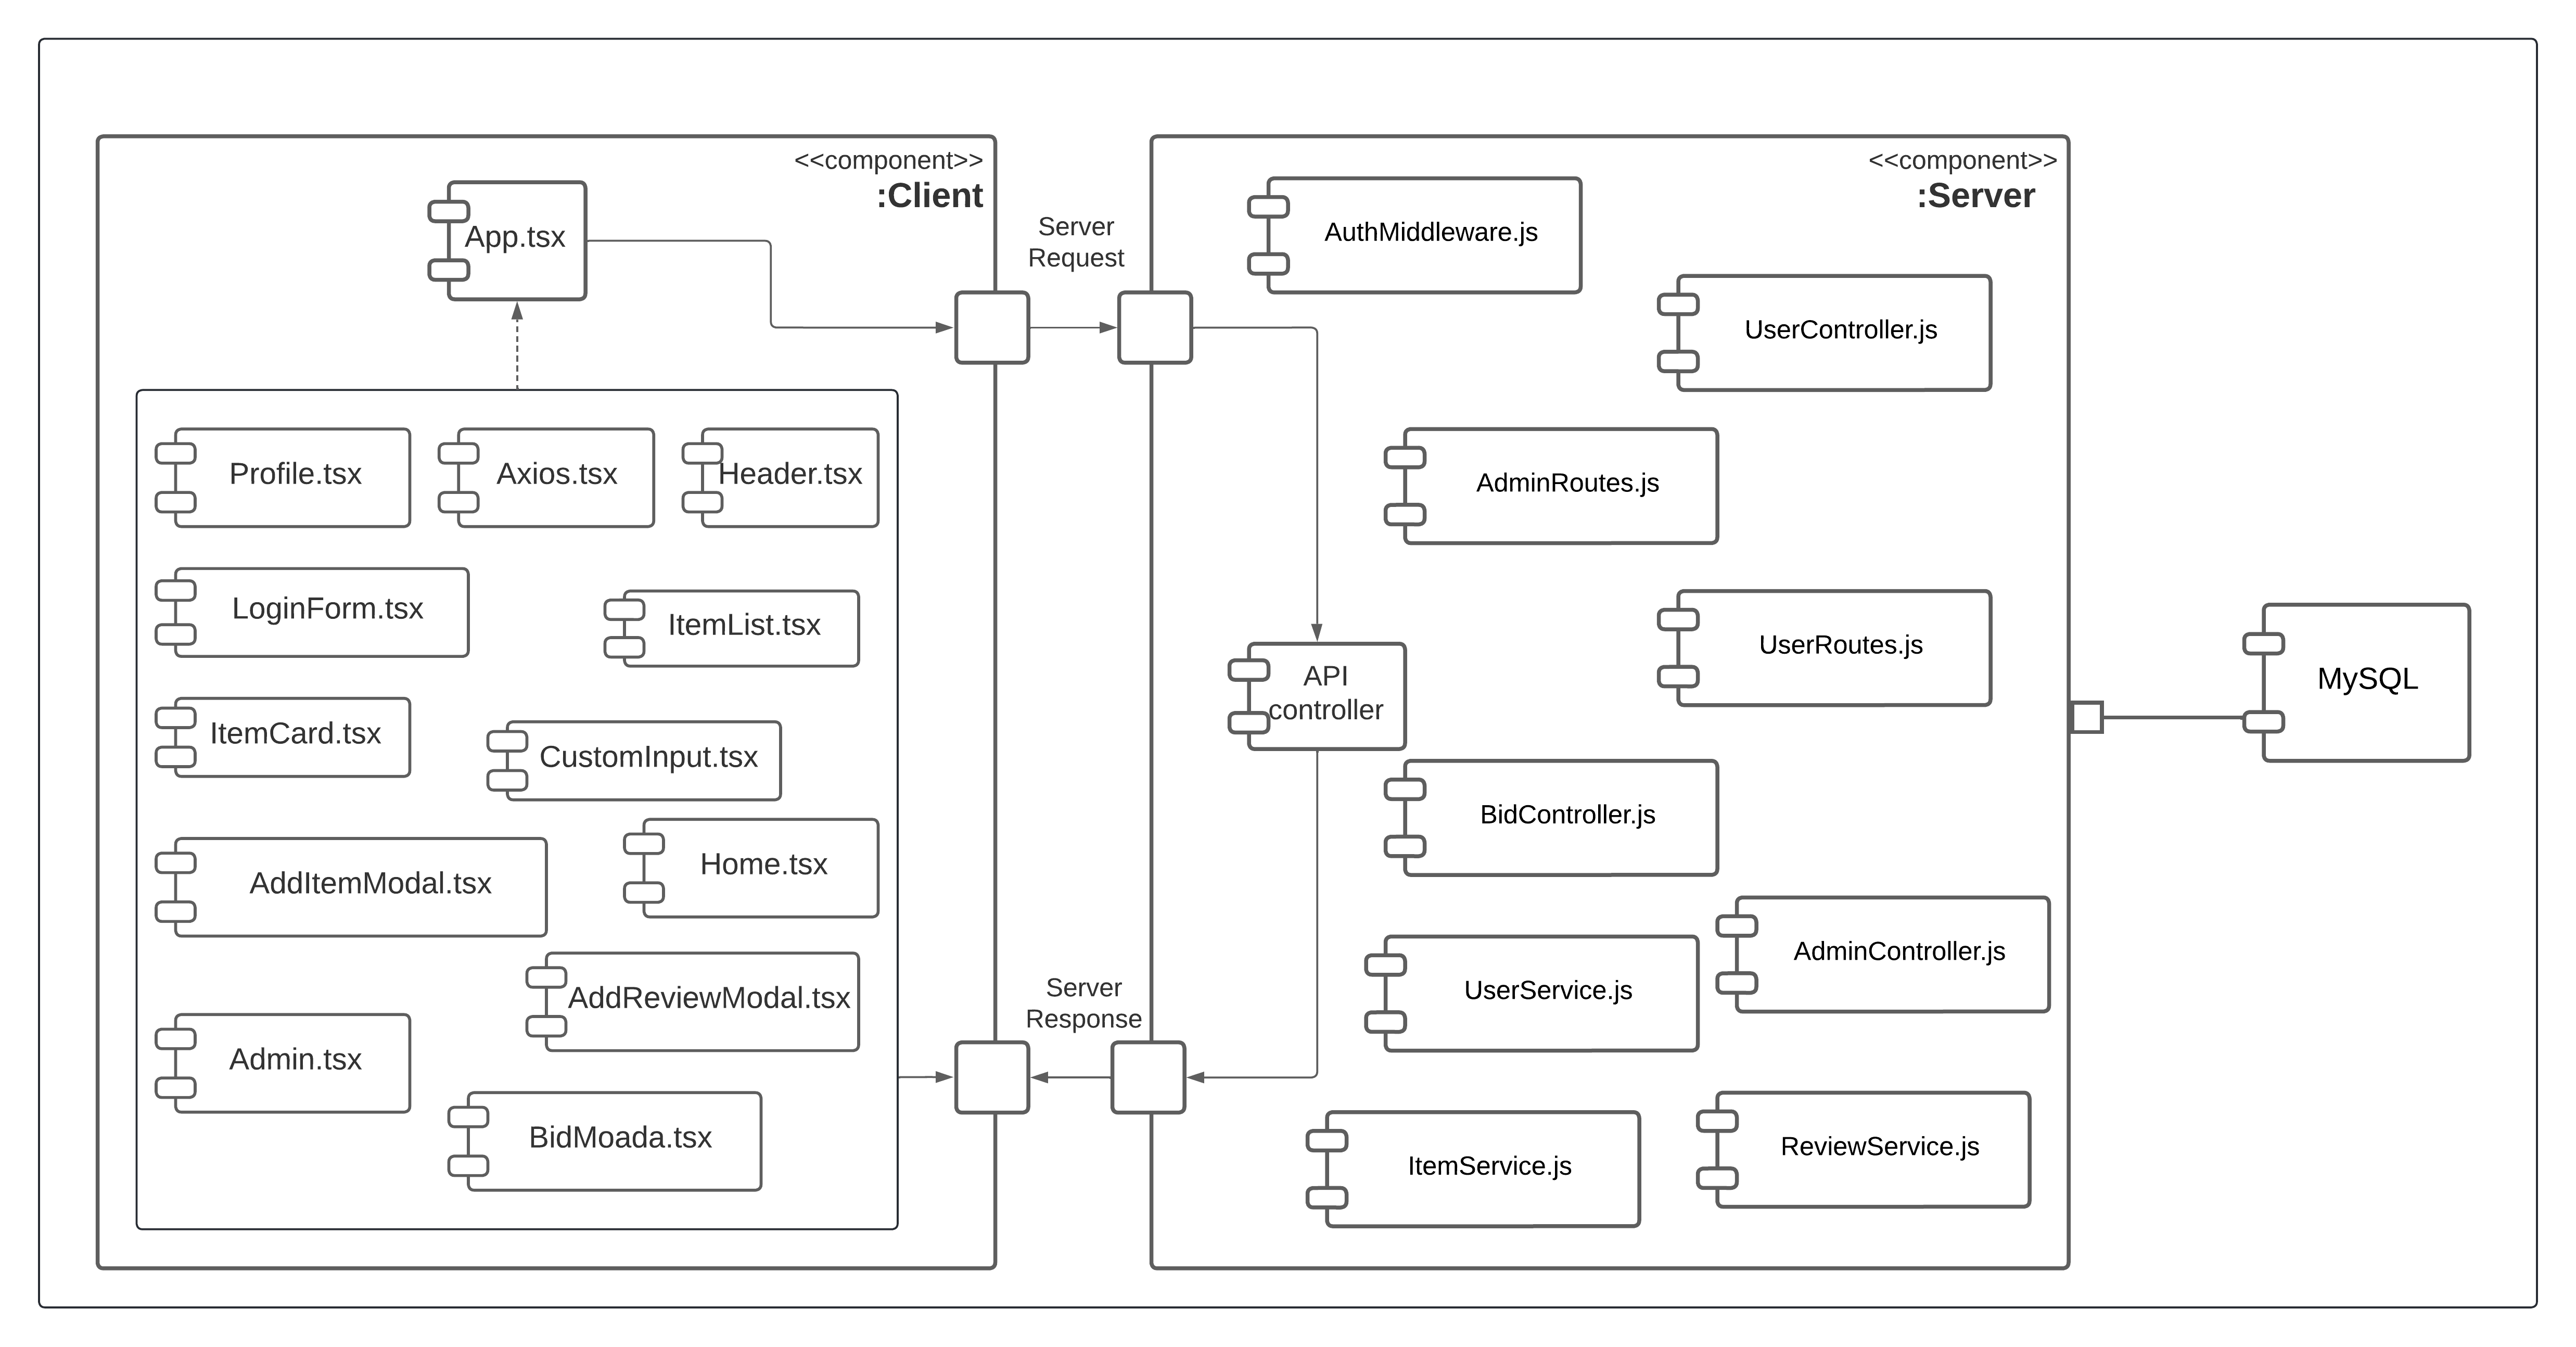 <<component>>
:Client
App.tsx
Profile.tsx
Axios.tsx
Header.tsx
LoginForm.tsx
ItemList.tsx
ItemCard.tsx
CustomInput.tsx
AddItemModal.tsx
Home.tsx
AddReviewModal.tsx
Admin.tsx
BidMoada.tsx
Server
Request
Server
Response
<<component>>
:Server
AuthMiddleware.js
UserController.js
AdminRoutes.js
UserRoutes.js
API
controller
BidController.js
AdminController.js
UserService.js
ReviewService.js
ItemService.js
MySQL